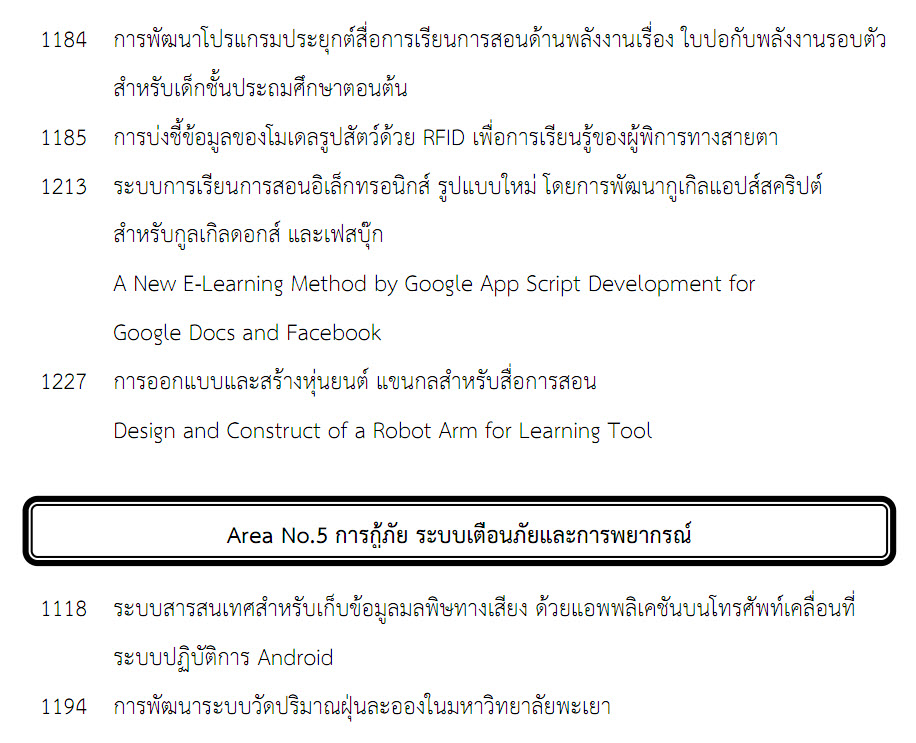 1184 การพัฒนาโปรแกรมประยุกต์สื่อการเรียนการสอนด้านพลังงานเรื่อง ใบปอกับพลังงานรอบตัว
สำหรับเด็กชั้นประถมศึกษาตอนต้น
1185 การบ่งชี้ข้อมูลของโมเดลรูปสัตว์ด้วย RFID เพื่อการเรียนรู้ของผู้พิการทางสายตา
1213 ระบบการเรียนการสอนอิเล็กทรอนิกส์ รูปแบบใหม่ โดยการพัฒนากูเกิลแอปส์สคริปต์
สำหรับกูลเกิลดอกส์ และเฟสบุ๊ก
A New E-Learning Method by Google App Script Development for
Google Docs and Facebook
1227 การออกแบบและสร้างหุ่นยนต์ แขนกลสำหรับสื่อการสอน
Design and Construct of a Robot Arm for Learning Tool
Area No.5 การกู้ภัย ระบบเตือนภัยและการพยากรณ์
1118 ระบบสารสนเทศสำหรับเก็บข้อมูลมลพิษทางเสียง ด้วยแอพพลิเคชันบนโทรศัพท์เคลื่อนที่
ระบบปฏิบัติการ Android
1194 การพัฒนาระบบวัดปริมาณฝุ่นละอองในมหาวิทยาลัยพะเยา